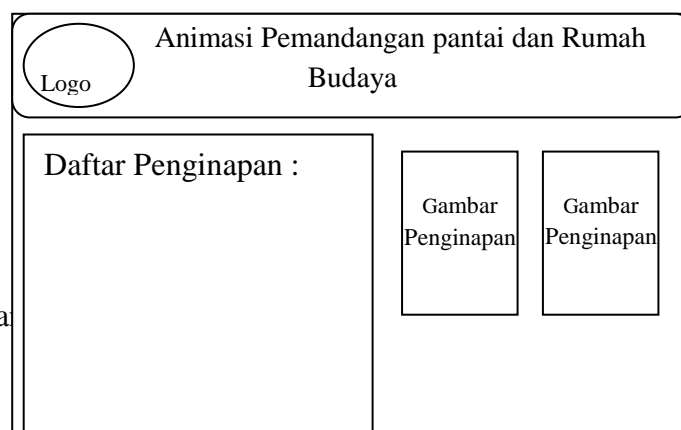 Animasi Pemandangan pantai dan Rumah
Budaya
Logo
Daftar Penginapan :
Gambar
Penginapan
Gambar
Penginapan